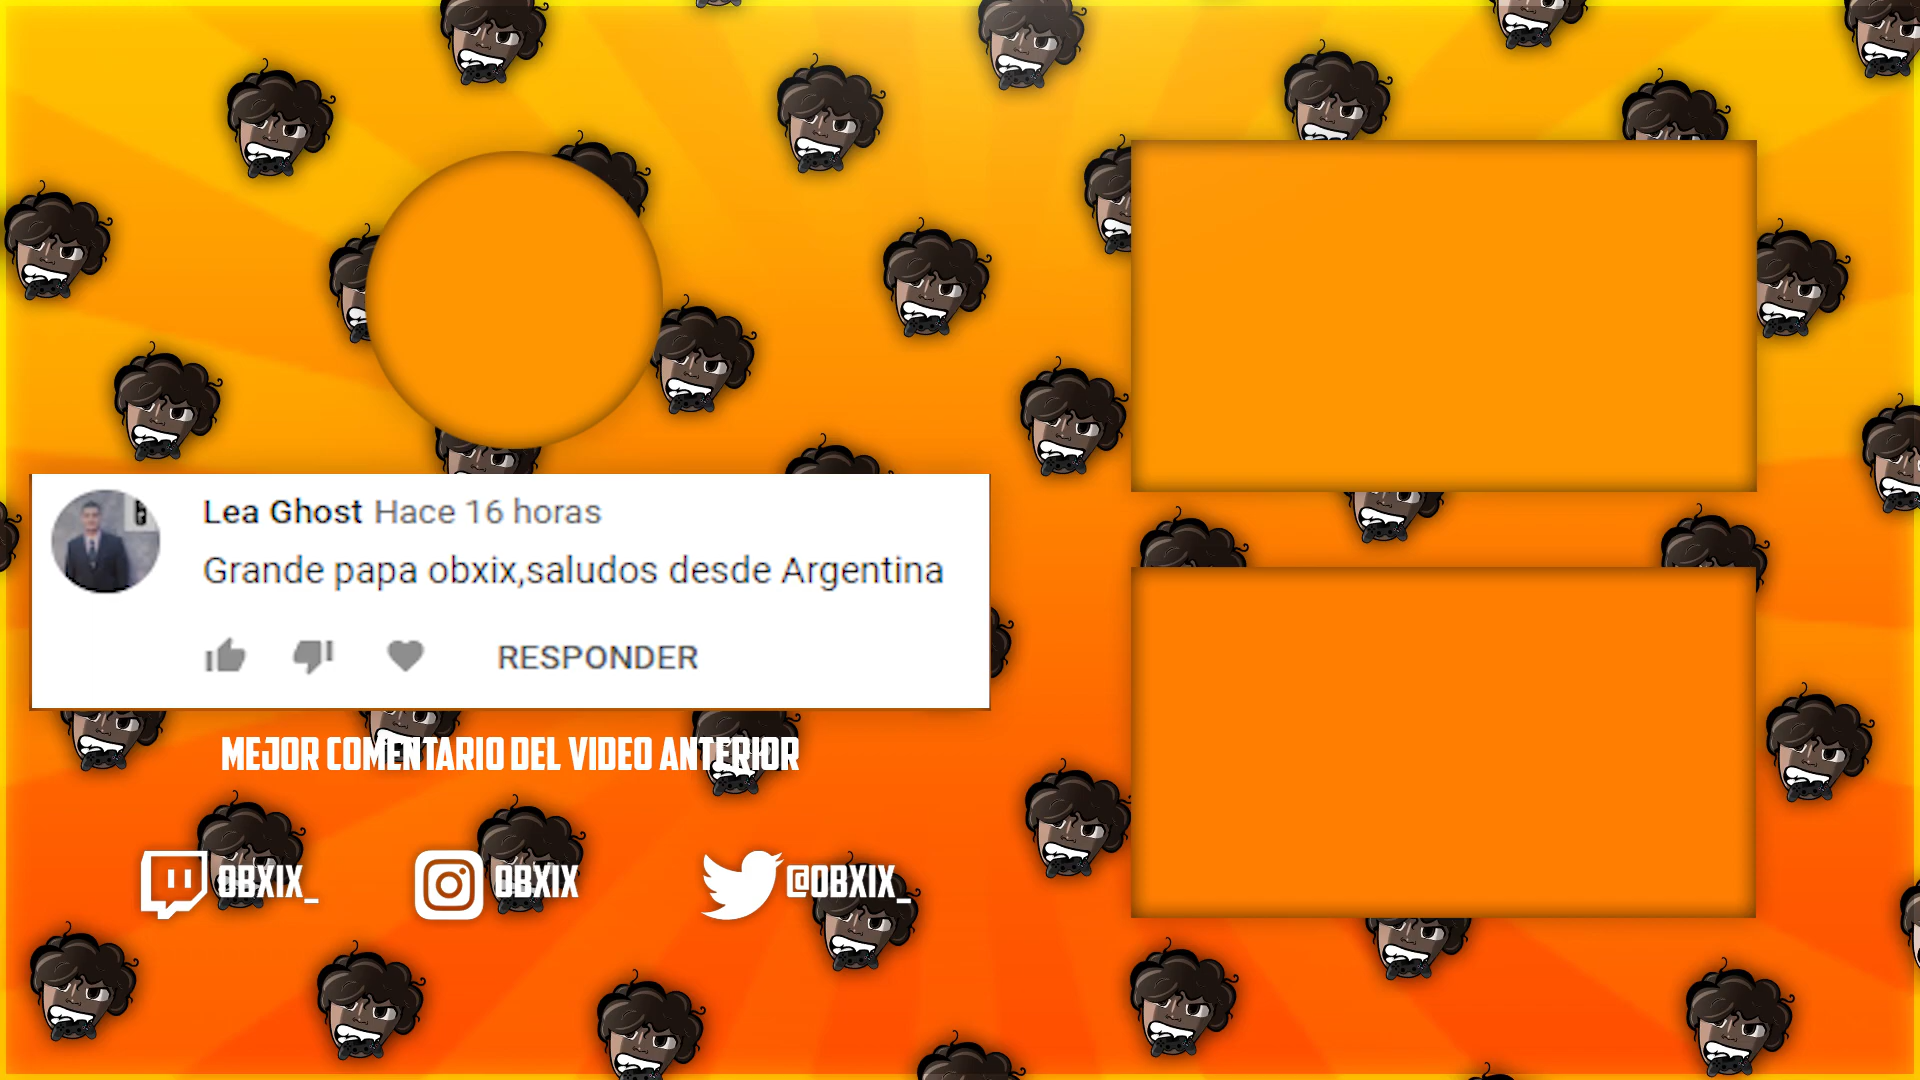 Lea Ghost Hace 16 horas
Grande papa obxix,saludos desde Argentina
RESPONDER
MEJOR COMENTARIO DEL VIDEO ANTERIOR
OBXIX_ OBXIX @OBXIX_